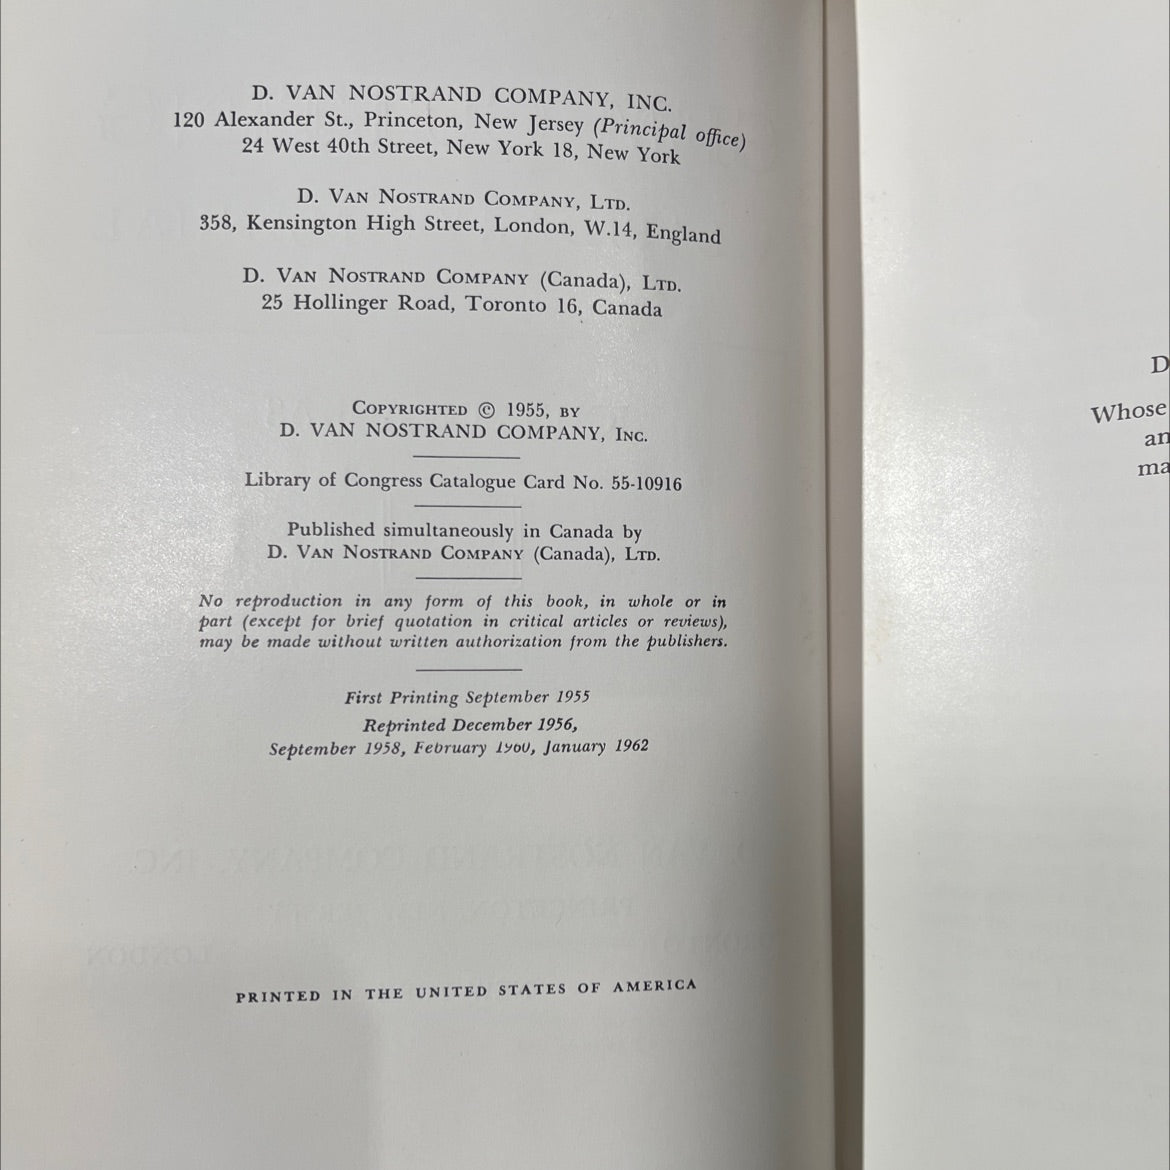 D. VAN NOSTRAND COMPANY, INC.
120 Alexander St., Princeton, New Jersey (Principal office)
24 West 40th Street, New York 18, New York
D. VAN NOSTRAND COMPANY, LTD.
358, Kensington High Street, London, W.14, England
D. VAN NOSTRAND COMPANY (Canada), LTD.
25 Hollinger Road, Toronto 16, Canada
COPYRIGHTED © 1955, BY
D. VAN NOSTRAND COMPANY, INC.
Library of Congress Catalogue Card No. 55-10916
Published simultaneously in Canada by
D. VAN NOSTRAND COMPANY (Canada), LTD.
No reproduction in any form of this book, in whole or in
part (except for brief quotation in critical articles or reviews),
may be made without written authorization from the publishers.
First Printing September 1955
Reprinted December 1956,
September 1958, February 1960, January 1962
PRINTED IN THE UNITED STATES OF AMERICA
Whose